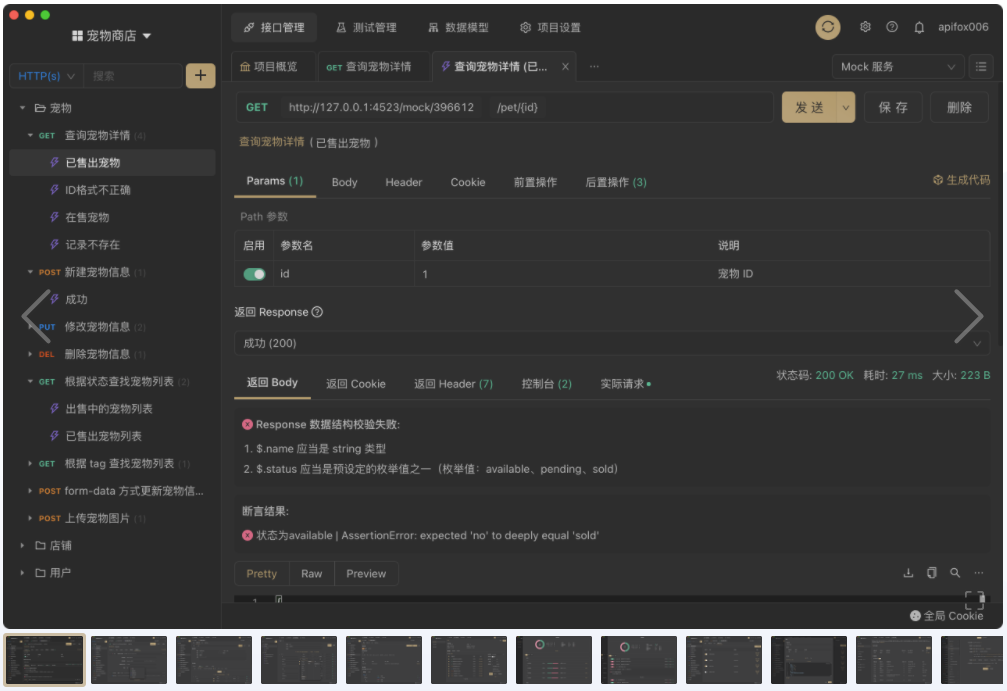 宠物商店
接口管理 测试管理 数据模型 项目设置
apifox006
HTTP(s) 搜索 +
项目概览 GET 查询宠物详情 查询宠物详情 (已... × ...
Mock 服务
宠物
GET 查询宠物详情 (4)
已售出宠物
ID格式不正确
在售宠物
记录不存在
POST 新建宠物信息 (1)
成功
PUT 修改宠物信息 (2)
DEL 删除宠物信息 (1)
GET 根据状态查找宠物列表 (2)
出售中的宠物列表
已售出宠物列表
GET 根据 tag 查找宠物列表 (1)
POST form-data 方式更新宠物信...
POST 上传宠物图片 (1)
店铺
用户
GET http://127.0.0.1:4523/mock/396612 /pet/{id}
发 送 保 存 删除
查询宠物详情 ( 已售出宠物 )
Params (1) Body Header Cookie 前置操作 后置操作 (3)
生成代码
Path 参数
启用 参数名 参数值 说明
id 1 宠物 ID
返回 Response
成功 (200)
返回 Body 返回 Cookie 返回 Header (7) 控制台 (2) 实际请求
状态码: 200 OK 耗时: 27 ms 大小: 223 B
Response 数据结构校验失败:
1. $.name 应当是 string 类型
2. $.status 应当是预设定的枚举值之一（枚举值：available、pending、sold）
断言结果:
状态为available | AssertionError: expected 'no' to deeply equal 'sold'
Pretty Raw Preview
1 {
全局 Cookie